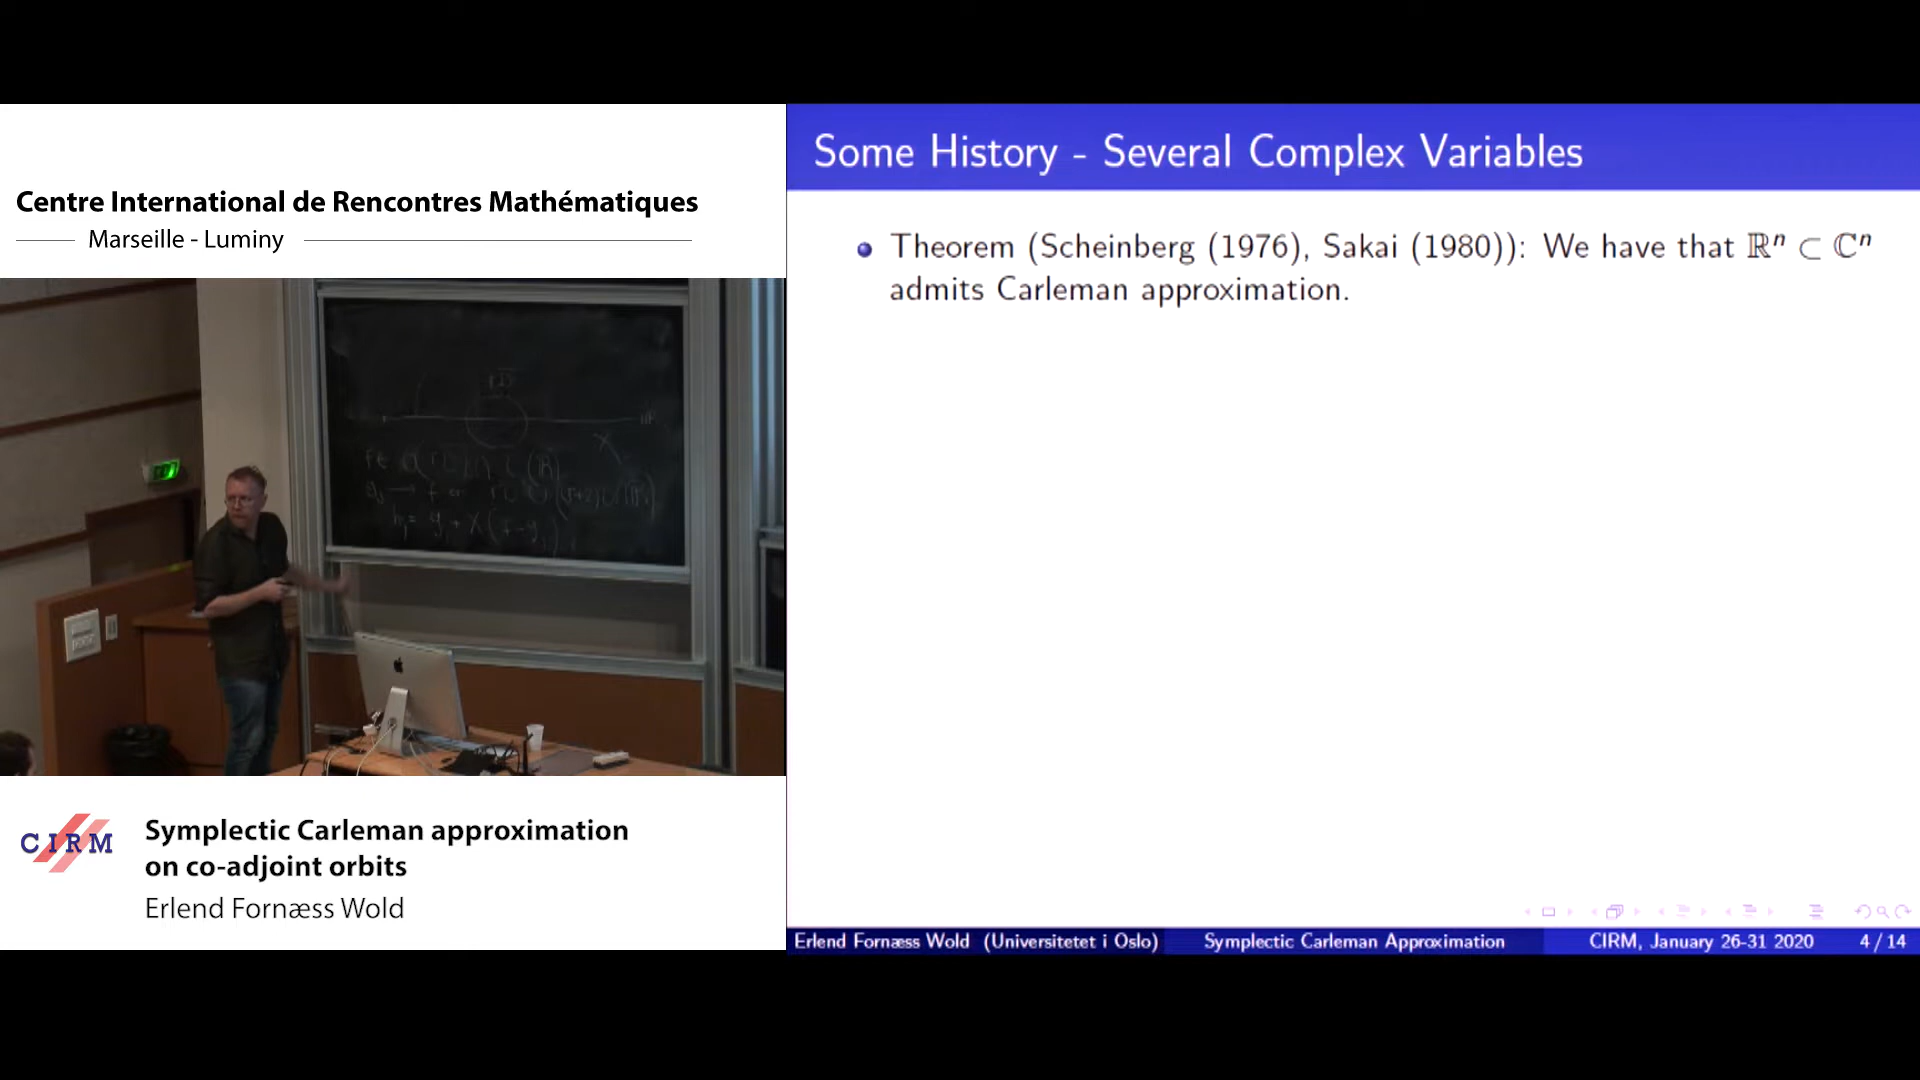 Centre International de Rencontres Mathématiques
Marseille - Luminy
Symplectic Carleman approximation
on co-adjoint orbits
Erlend Fornæss Wold
CIRM
Some History - Several Complex Variables
Theorem (Scheinberg (1976), Sakai (1980)): We have that ℝⁿ ⊂ ℂⁿ
admits Carleman approximation.
Erlend Fornæss Wold (Universitetet i Oslo) Symplectic Carleman Approximation CIRM, January 26-31 2020 4 / 14